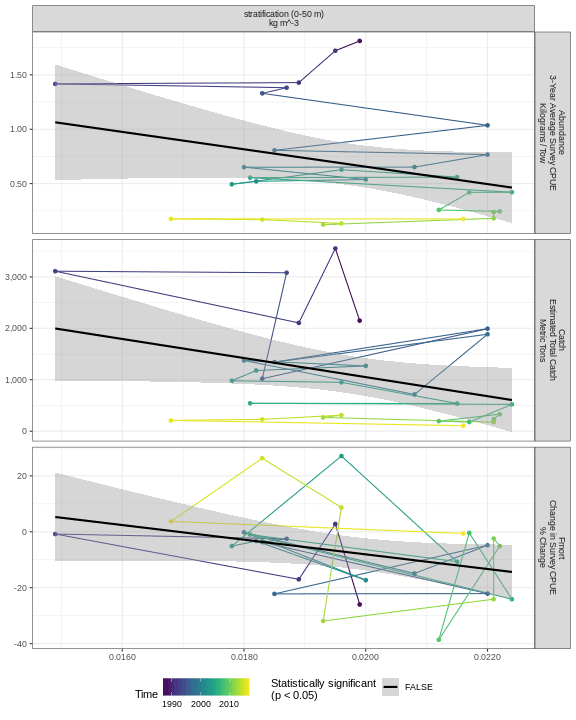 stratification (0-50 m)
kg m^-3
1.50
1.00
0.50
Abundance
3-Year Average Survey CPUE
Kilograms / Tow
3,000
2,000
1,000
0
Catch
Estimated Total Catch
Metric Tons
20
0
-20
-40
Fmort
Change in Survey CPUE
% Change
0.0160
0.0180
0.0200
0.0220
Time
1990
2000
2010
Statistically significant
(p < 0.05)
FALSE